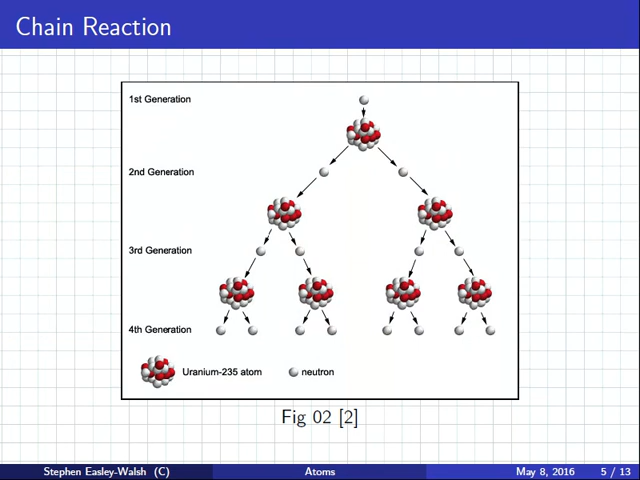 Chain Reaction
1st Generation
2nd Generation
3rd Generation
4th Generation
Uranium-235 atom neutron
Fig 02 [2]
Stephen Easley-Walsh (C) Atoms May 8, 2016 5 / 13